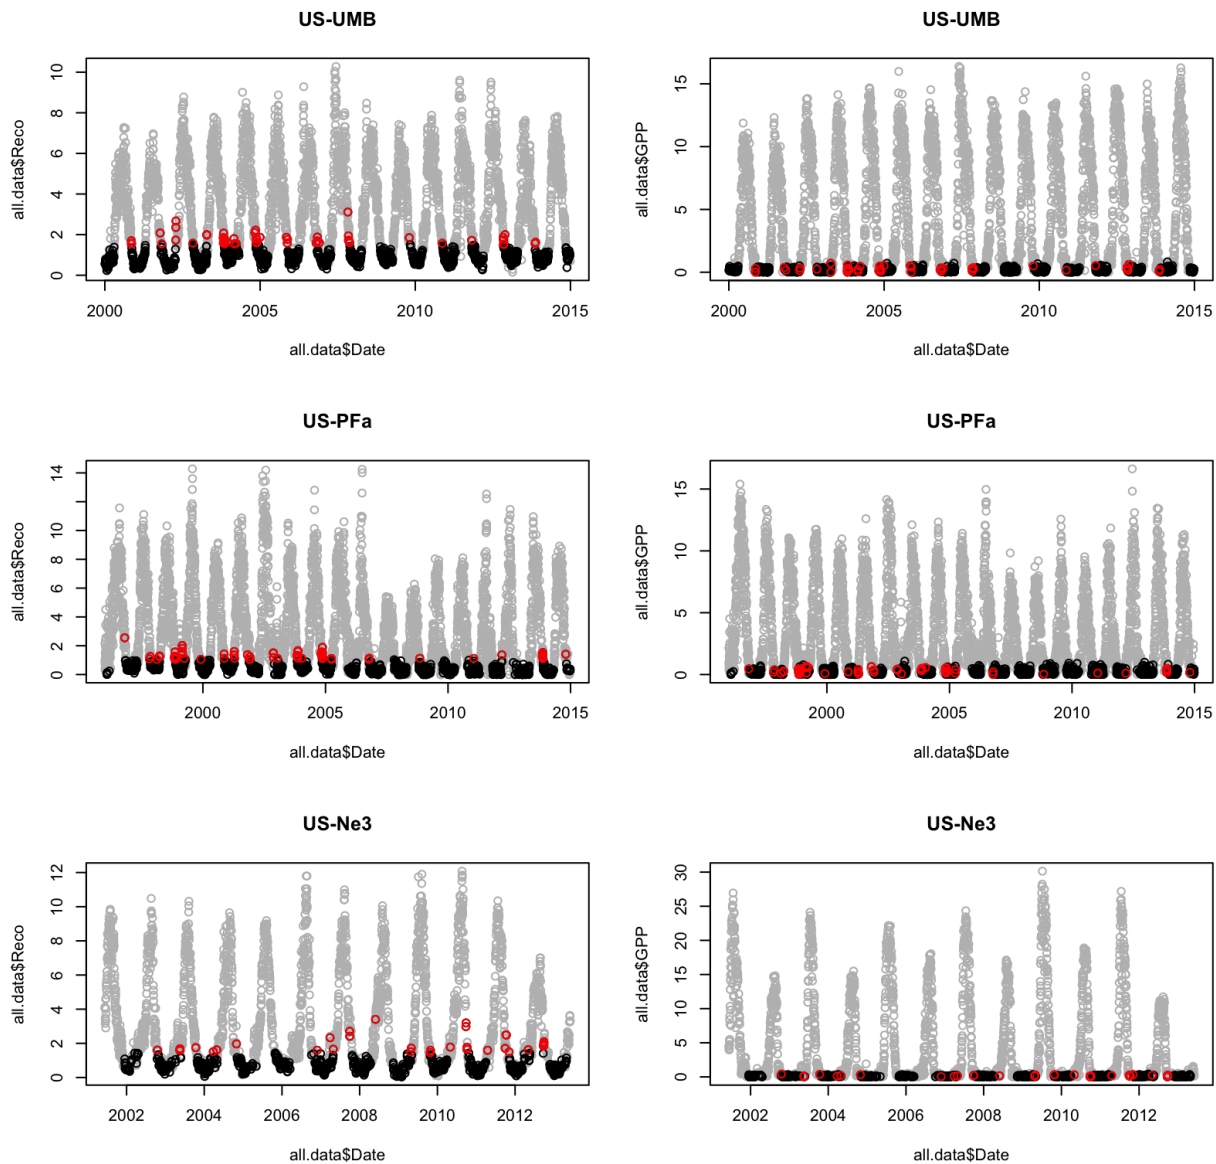 US-UMB
all.data$Reco
0 2 4 6 8 10
2000 2005 2010 2015
all.data$Date
US-UMB
all.data$GPP
0 5 10 15
2000 2005 2010 2015
all.data$Date
US-PFa
all.data$Reco
0 2 4 6 8 10 14
2000 2005 2010 2015
all.data$Date
US-PFa
all.data$GPP
0 5 10 15
2000 2005 2010 2015
all.data$Date
US-Ne3
all.data$Reco
0 2 4 6 8 10 12
2002 2004 2006 2008 2010 2012
all.data$Date
US-Ne3
all.data$GPP
0 5 10 15 20 25 30
2002 2004 2006 2008 2010 2012
all.data$Date